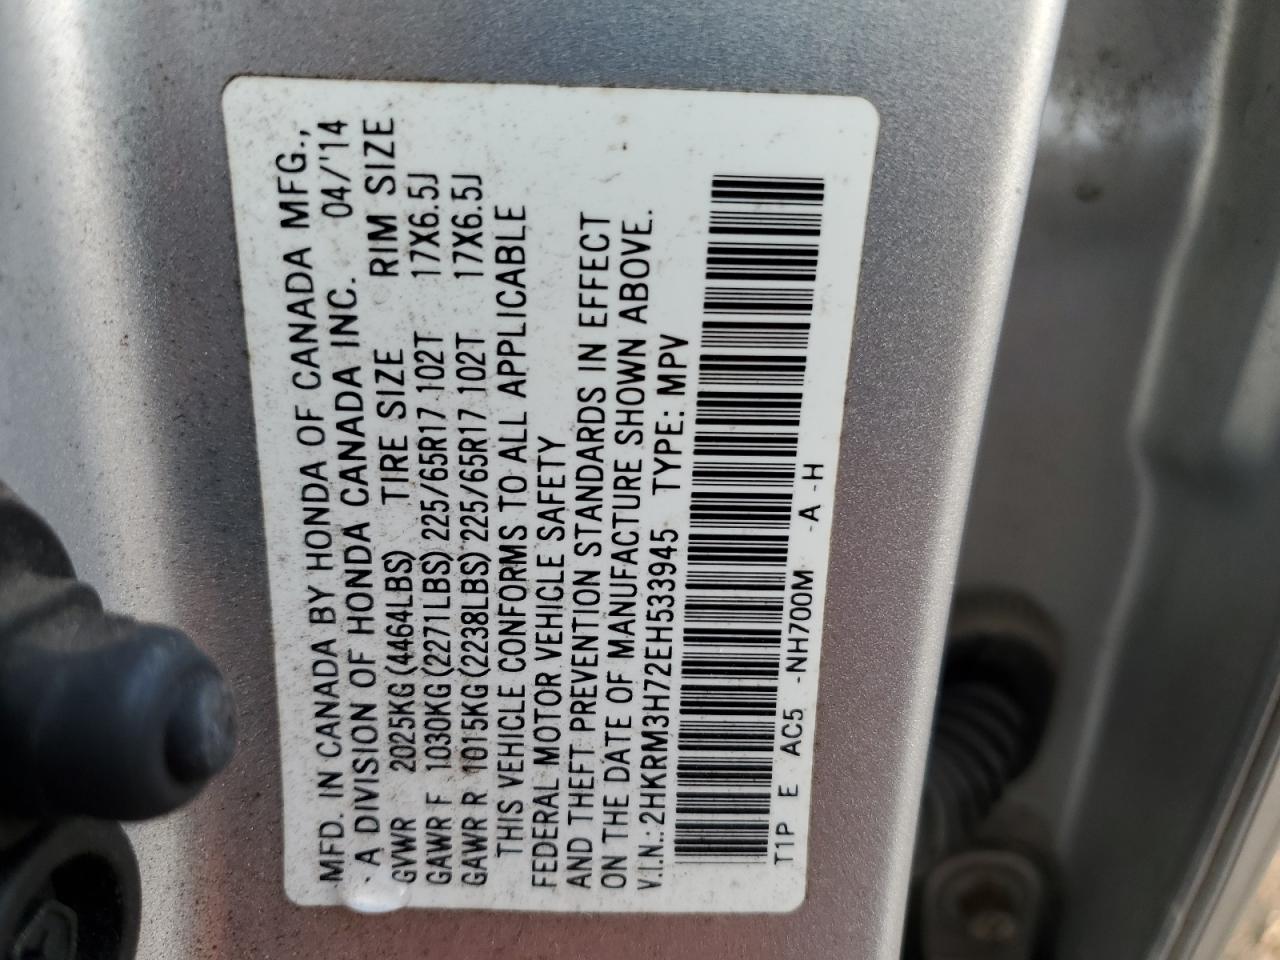 MFD. IN CANADA BY HONDA OF CANADA MFG.,
A DIVISION OF HONDA CANADA INC. 04/'14
GVWR 2025KG(4464LBS) TIRE SIZE RIM SIZE
GAWR F 1030KG(2271LBS) 225/65R17 102T 17X6.5J
GAWR R 1015KG(2238LBS) 225/65R17 102T 17X6.5J
THIS VEHICLE CONFORMS TO ALL APPLICABLE
FEDERAL MOTOR VEHICLE SAFETY
AND THEFT PREVENTION STANDARDS IN EFFECT
ON THE DATE OF MANUFACTURE SHOWN ABOVE.
V.I.N.: 2HKRM3H72EH533945 TYPE: MPV
T1P E AC5 -NH700M -A -H